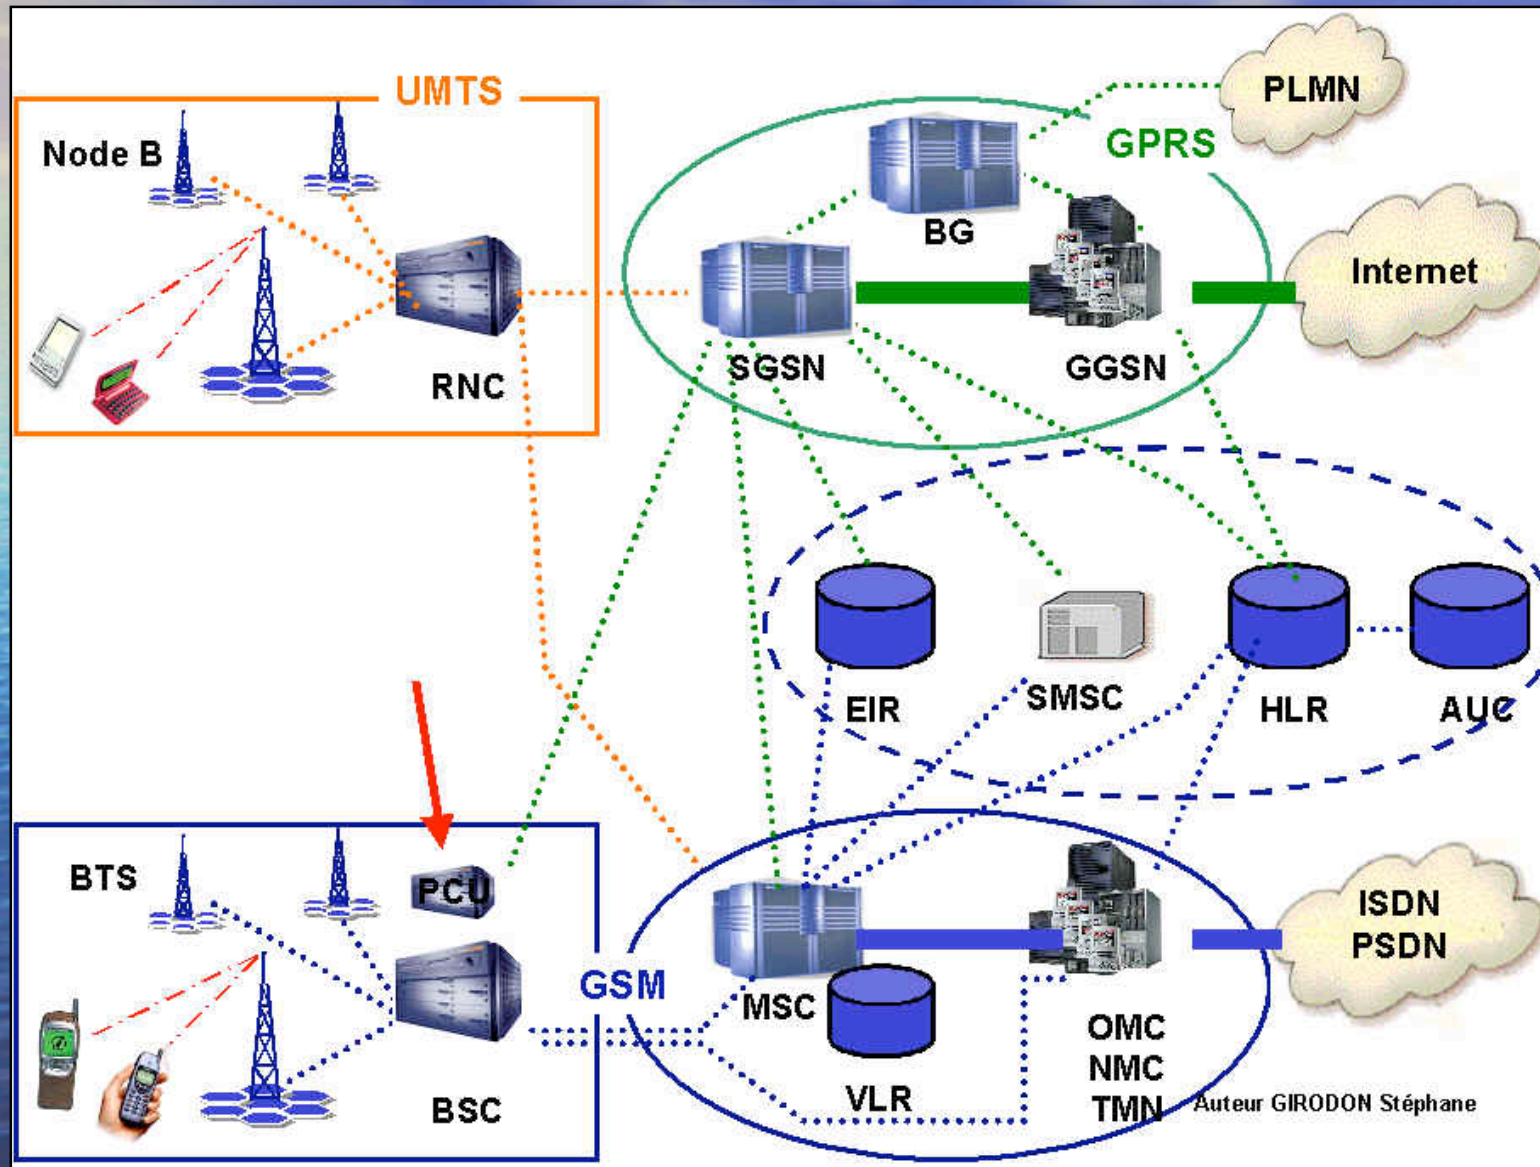 UMTS
PLMN
Node B
GPRS
BG
Internet
SGSN
GGSN
RNC
EIR
SMSC
HLR
AUC
BTS
PCU
ISDN
PSDN
GSM
MSC
OMC
NMC
TMN
VLR
BSC
Auteur GIRODON Stéphane